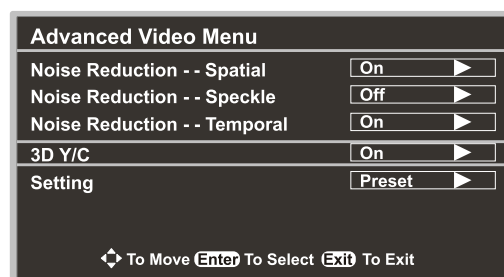 Advanced Video Menu
Noise Reduction - - Spatial On
Noise Reduction - - Speckle Off
Noise Reduction - - Temporal On
3D Y/C On
Setting Preset
To Move Enter To Select Exit To Exit